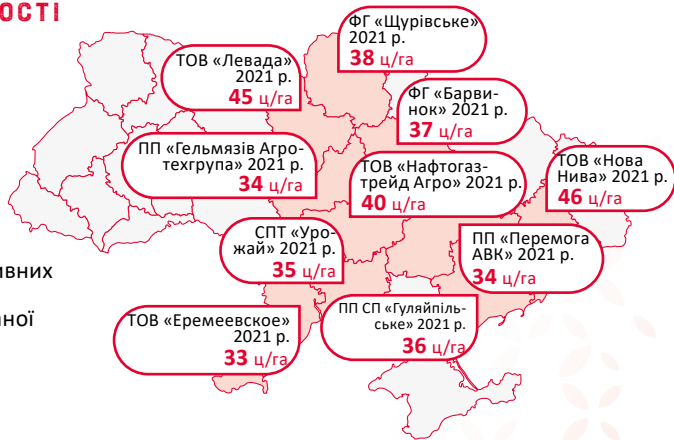 ОСТІ
ФГ «Щурівське»
2021 р.
38 ц/га
ТОВ «Левада»
2021 р.
45 ц/га
ФГ «Барви-
нок» 2021 р.
37 ц/га
ПП «Гельмязів Агро-
техгрупа» 2021 р.
34 ц/га
ТОВ «Нафтогаз-
трейд Агро» 2021 р.
40 ц/га
ТОВ «Нова
Нива» 2021 р.
46 ц/га
СПТ «Уро-
жай» 2021 р.
35 ц/га
ПП «Перемога
АВК» 2021 р.
34 ц/га
ивних
аної
ТОВ «Еремеевское»
2021 р.
33 ц/га
ПП СП «Гуляйпіль-
ське» 2021 р.
36 ц/га